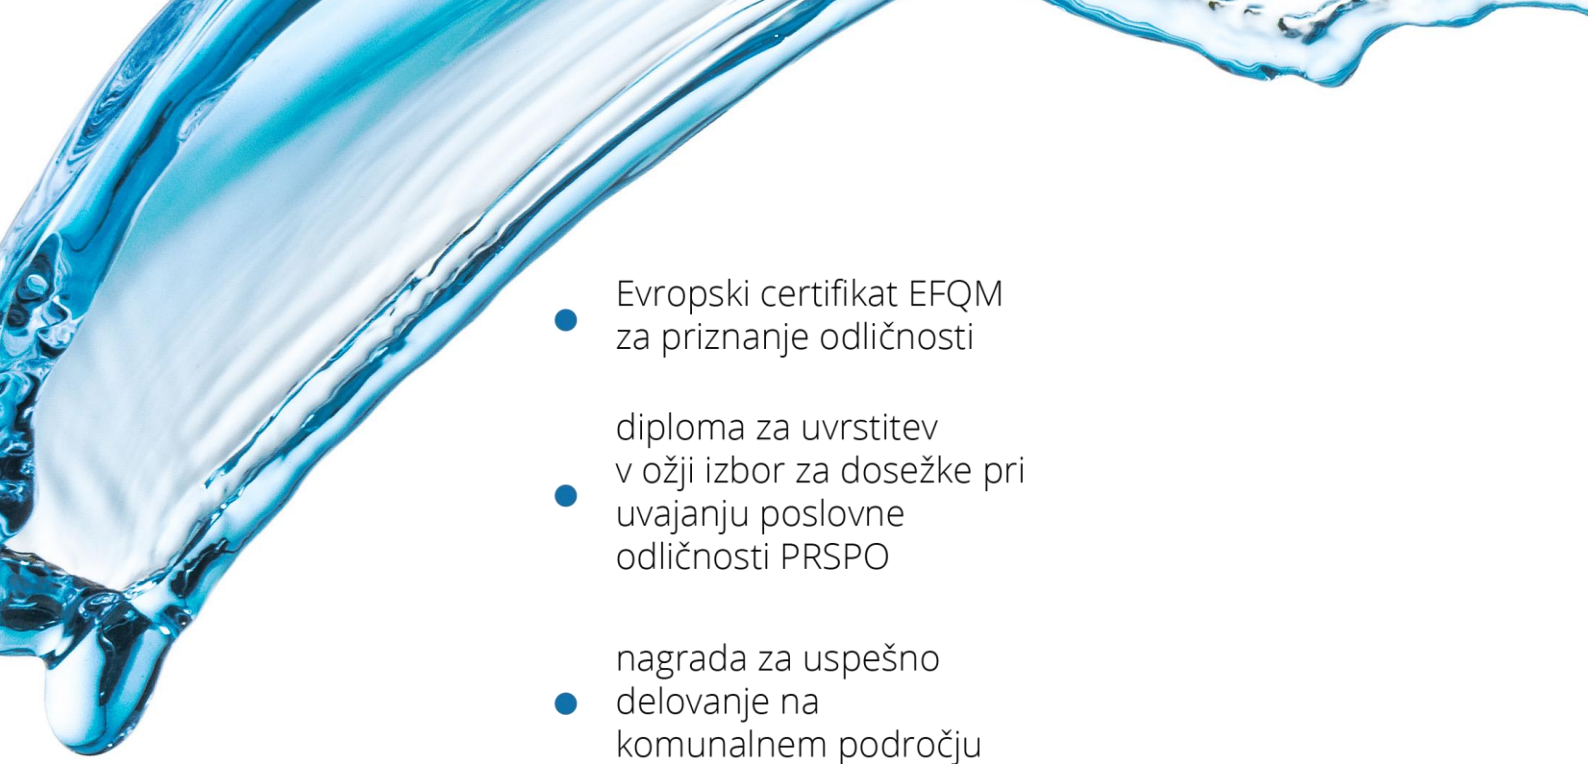 Evropski certifikat EFQM
za priznanje odličnosti
diploma za uvrstitev
v ožji izbor za dosežke pri
uvajanju poslovne
odličnosti PRSPO
nagrada za uspešno
delovanje na
komunalnem področju